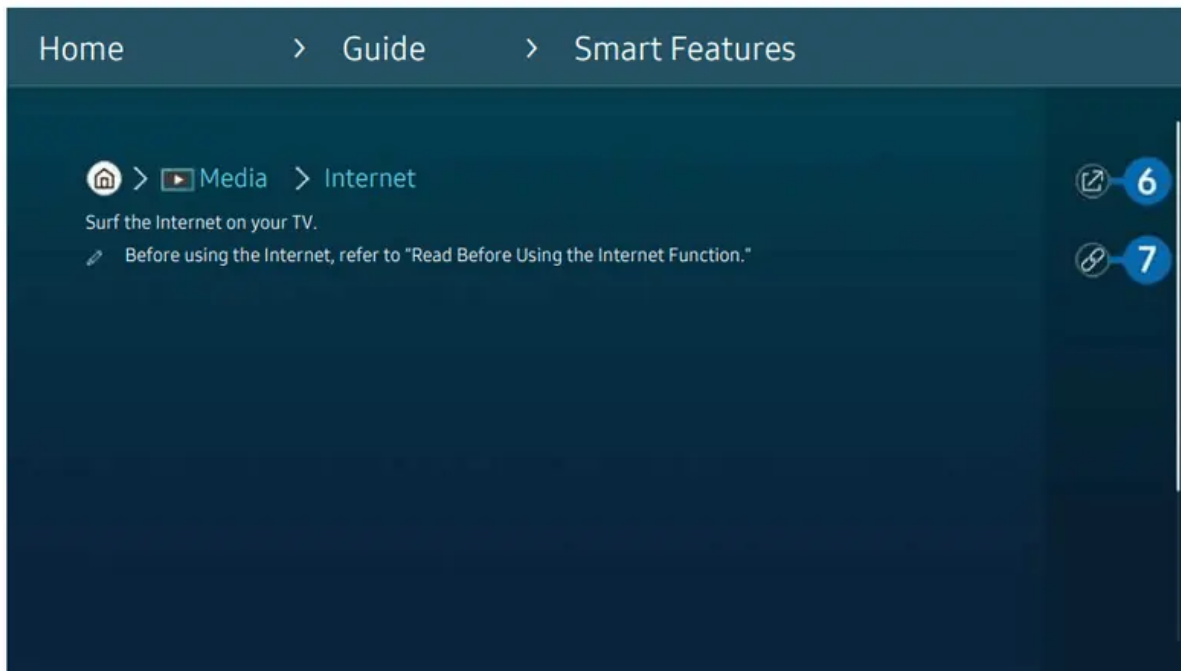 Home > Guide > Smart Features
> Media > Internet
6
Surf the Internet on your TV.
Before using the Internet, refer to "Read Before Using the Internet Function."
7